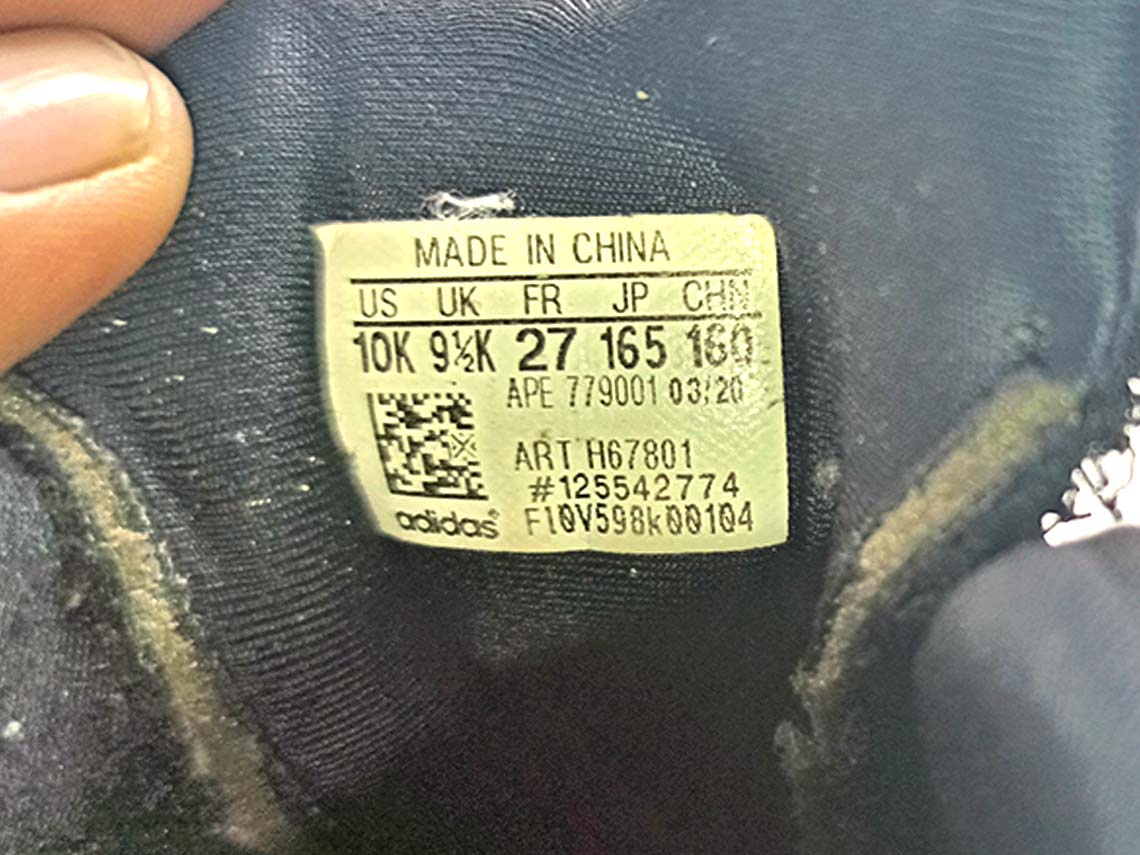 MADE IN CHINA
US UK FR JP CHN
10K 9½K 27 165 160
APE 779001 03/20
ART H67801
#125542774
adidas® F10V598k00104